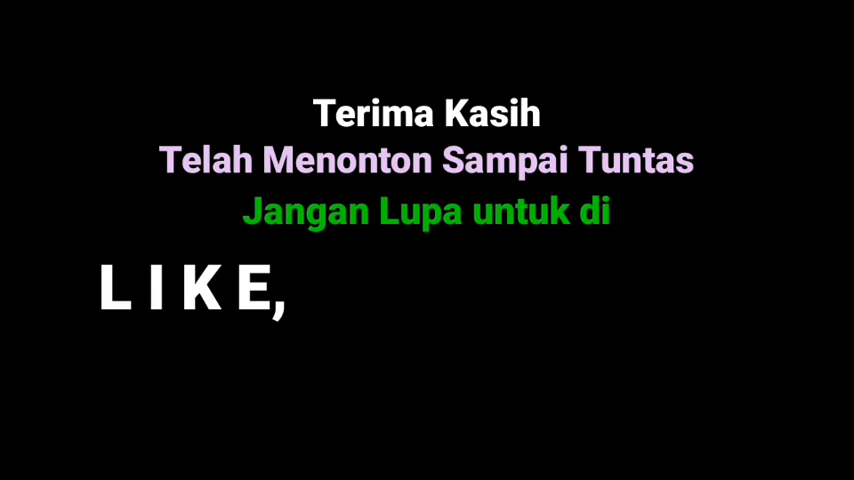 Terima Kasih
Telah Menonton Sampai Tuntas
Jangan Lupa untuk di
L I K E,